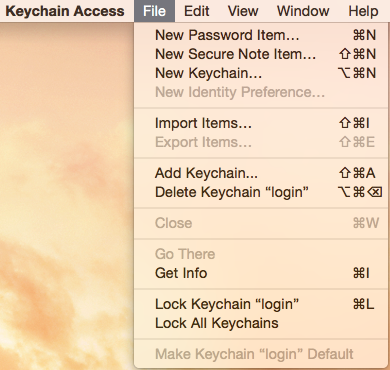 Keychain Access File Edit View Window Help
New Password Item… ⌘N
New Secure Note Item… ⇧⌘N
New Keychain… ⌥⌘N
New Identity Preference…
Import Items… ⇧⌘I
Export Items… ⇧⌘E
Add Keychain... ⇧⌘A
Delete Keychain “login” ⌥⌘⌫
Close ⌘W
Go There
Get Info ⌘I
Lock Keychain “login” ⌘L
Lock All Keychains
Make Keychain “login” Default